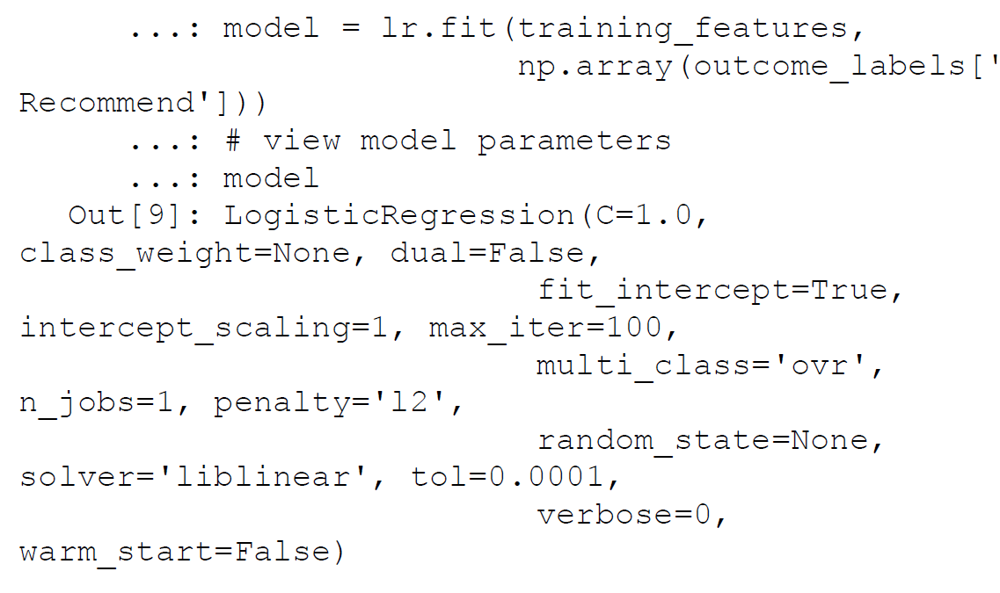 ...: model = lr.fit(training_features,
np.array(outcome_labels['
Recommend']))
...: # view model parameters
...: model
Out[9]: LogisticRegression(C=1.0,
class_weight=None, dual=False,
fit_intercept=True,
intercept_scaling=1, max_iter=100,
multi_class='ovr',
n_jobs=1, penalty='l2',
random_state=None,
solver='liblinear', tol=0.0001,
verbose=0,
warm_start=False)